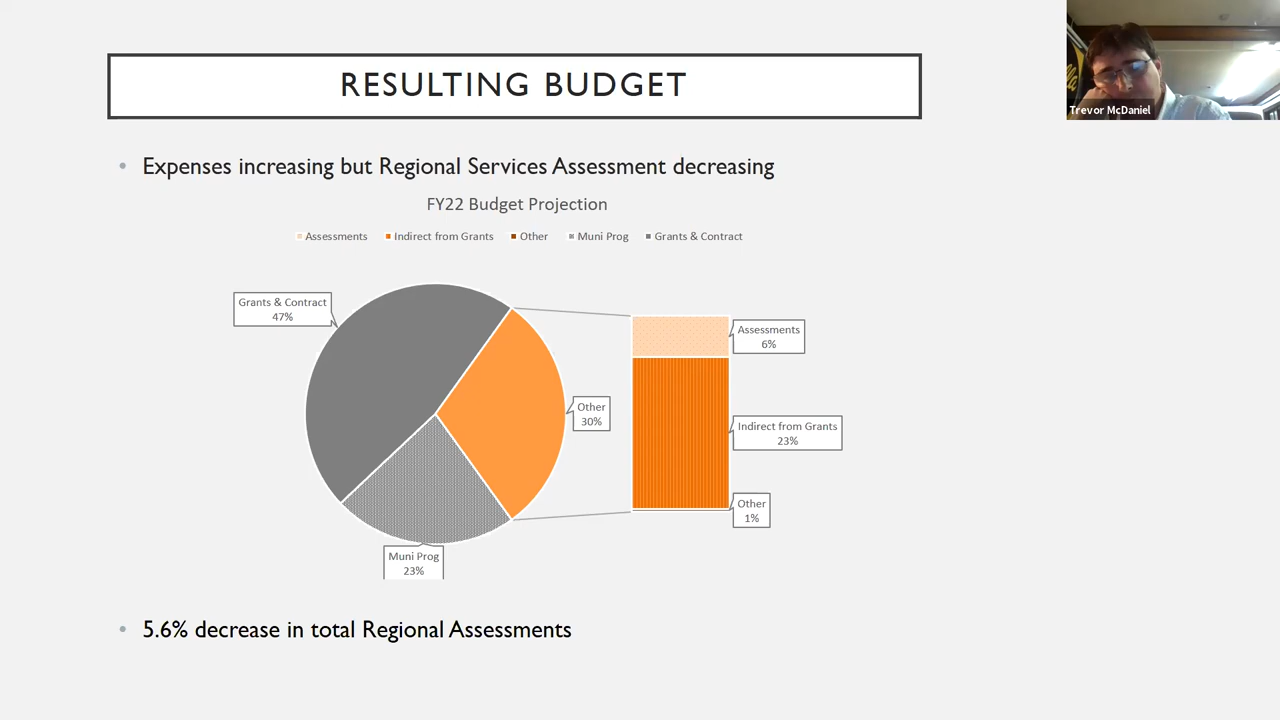 RESULTING BUDGET
Trevor McDaniel
• Expenses increasing but Regional Services Assessment decreasing
FY22 Budget Projection
Assessments Indirect from Grants Other Muni Prog Grants & Contract
Grants & Contract
47%
Assessments
6%
Other
30%
Indirect from Grants
23%
Other
1%
Muni Prog
23%
• 5.6% decrease in total Regional Assessments